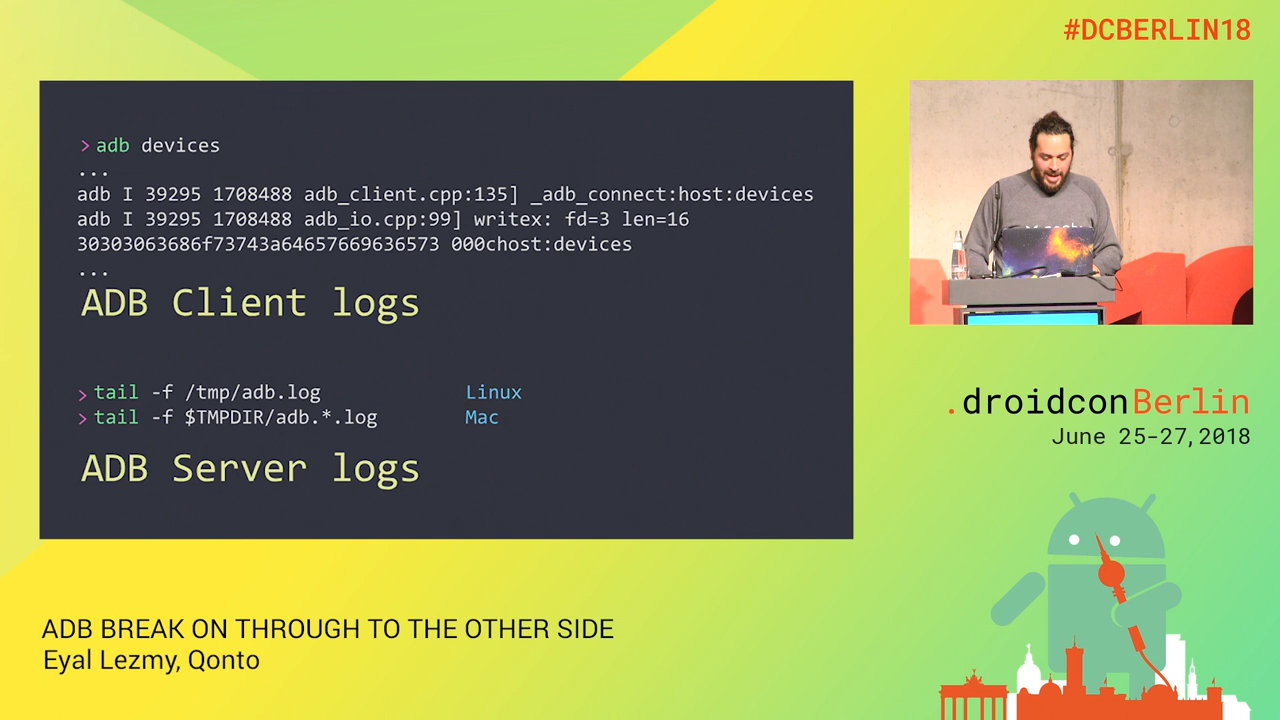 #DCBERLIN18
> adb devices
...
adb I 39295 1708488 adb_client.cpp:135] _adb_connect:host:devices
adb I 39295 1708488 adb_io.cpp:99] writex: fd=3 len=16
30303063686f73743a64657669636573 000chost:devices
...
ADB Client logs
> tail -f /tmp/adb.log Linux
> tail -f $TMPDIR/adb.*.log Mac
ADB Server logs
.droidconBerlin
June 25-27,2018
ADB BREAK ON THROUGH TO THE OTHER SIDE
Eyal Lezmy, Qonto